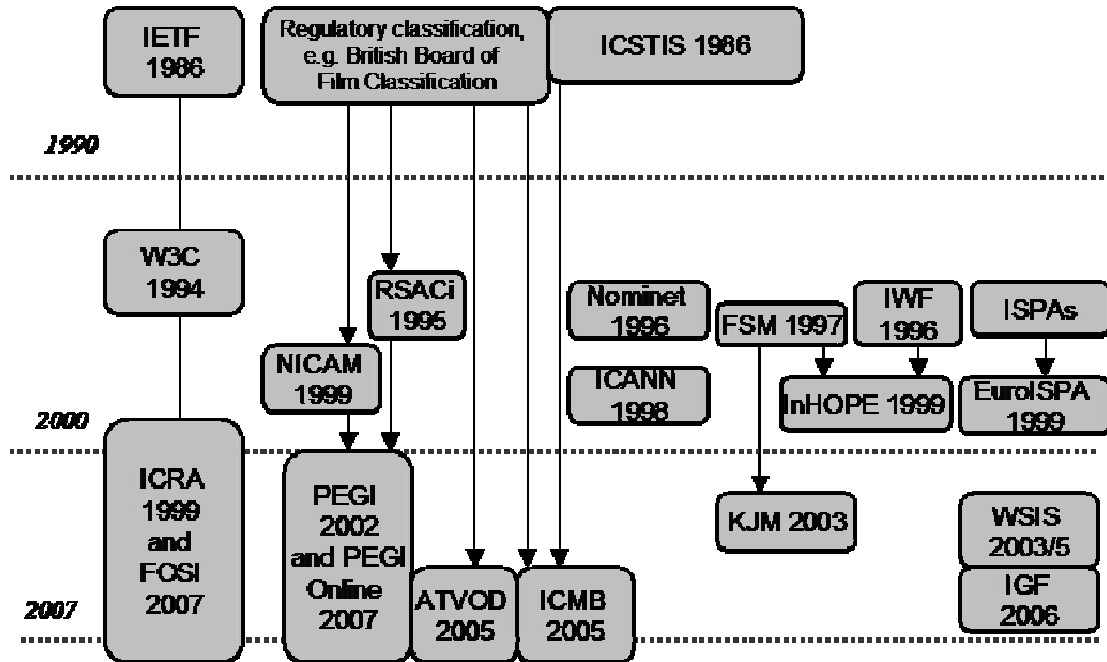 IETF
1986
Regulatory classification,
e.g. British Board of
Film Classification
ICSTIS 1986
1990
W3C
1994
RSACi
1995
Nominet
1996
FSM 1997
IWF
1996
ISPAs
NICAM
1999
ICANN
1998
InHOPE 1999
EuroISPA
1999
2000
ICRA
1999
and
FOSI
2007
PEGI
2002
and PEGI
Online
2007
KJM 2003
WSIS
2003/5
IGF
2006
ATVOD
2005
ICMB
2005
2007